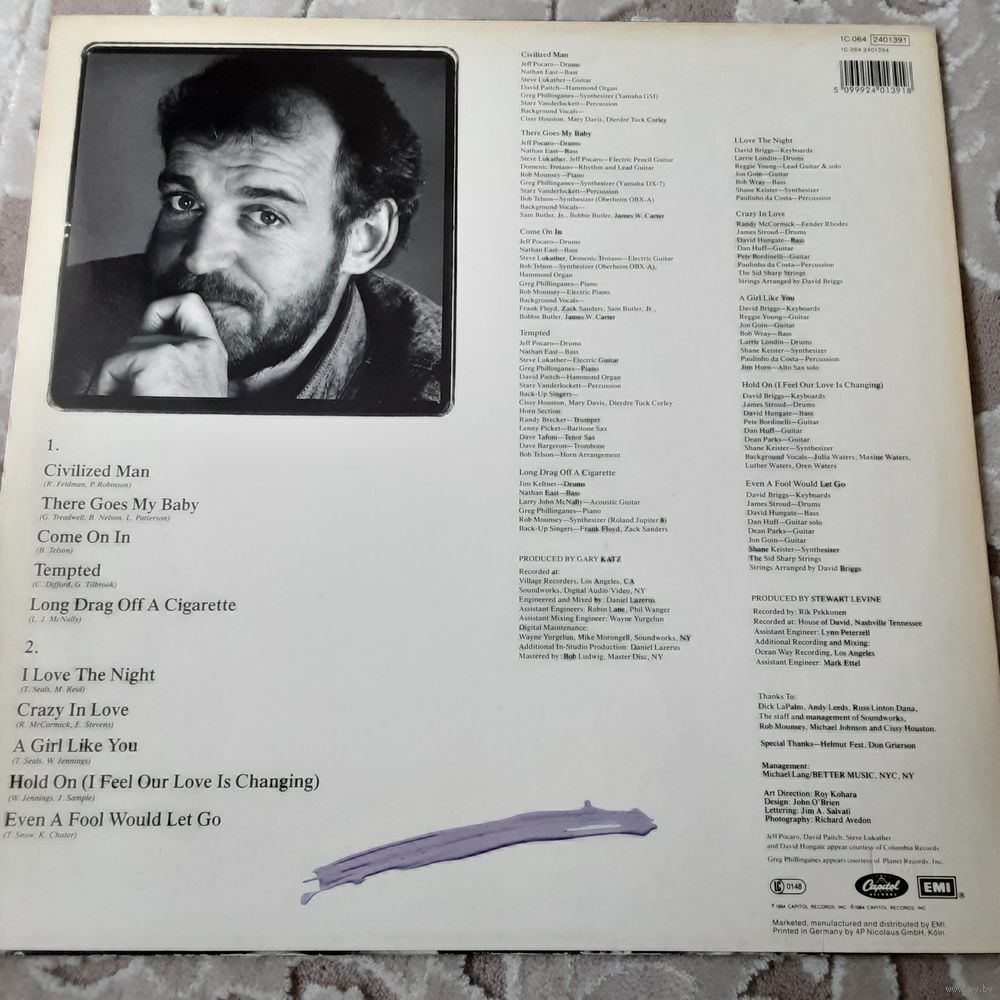 1C 064 2401391
1C 264 2401394
5 099924 013918
1.
Civilized Man
(R. Feldman, P. Robinson)
There Goes My Baby
(G. Treadwell, B. Nelson, L. Patterson)
Come On In
(B. Telson)
Tempted
(C. Difford, G. Tilbrook)
Long Drag Off A Cigarette
(L. J. McNally)
2.
I Love The Night
(T. Seals, M. Reid)
Crazy In Love
(R. McCormick, E. Stevens)
A Girl Like You
(T. Seals, W. Jennings)
Hold On (I Feel Our Love Is Changing)
(W. Jennings, J. Sample)
Even A Fool Would Let Go
(T. Snow, K. Chater)
Civilized Man
Jeff Pocaro—Drums
Nathan East—Bass
Steve Lukather—Guitar
David Paitch—Hammond Organ
Greg Phillinganes—Synthesizer (Yamaha GSI)
Starz Vanderlockett—Percussion
Background Vocals—
Cissy Houston, Mary Davis, Dierdre Tuck Corley
There Goes My Baby
Jeff Pocaro—Drums
Nathan East—Bass
Steve Lukather, Jeff Pocaro—Electric Pencil Guitar
Domenic Troiano—Rhythm and Lead Guitar
Rob Mounsey—Piano
Greg Phillinganes—Synthesizer (Yamaha DX-7)
Starz Vanderlockett—Percussion
Bob Telson—Synthesizer (Oberheim OBX-A)
Background Vocals—
Sam Butler, Jr., Bobbie Butler, James W. Carter
Come On In
Jeff Pocaro—Drums
Nathan East—Bass
Steve Lukather, Domenic Troiano—Electric Guitar
Bob Telson—Synthesizer (Oberheim OBX-A),
Hammond Organ
Greg Phillinganes—Piano
Rob Mounsey—Electric Piano
Background Vocals—
Frank Floyd, Zack Sanders, Sam Butler, Jr.,
Bobbie Butler, James W. Carter
Tempted
Jeff Pocaro—Drums
Nathan East—Bass
Steve Lukather—Electric Guitar
Greg Phillinganes—Piano
David Paitch—Hammond Organ
Starz Vanderlockett—Percussion
Back-Up Singers—
Cissy Houston, Mary Davis, Dierdre Tuck Corley
Horn Section:
Randy Brecker—Trumpet
Lenny Picket—Baritone Sax
Dave Tafoni—Tenor Sax
Dave Bargeron—Trombone
Bob Telson—Horn Arrangement
Long Drag Off A Cigarette
Jim Keltner—Drums
Nathan East—Bass
Larry John McNally—Acoustic Guitar
Greg Phillinganes—Piano
Rob Mounsey—Synthesizer (Roland Jupiter 8)
Back-Up Singers—Frank Floyd, Zack Sanders
PRODUCED BY GARY KATZ
Recorded at:
Village Recorders, Los Angeles, CA
Soundworks, Digital Audio/Video, NY
Engineered and Mixed by: Daniel Lazerus
Assistant Engineers: Robin Lane, Phil Wanger
Assistant Mixing Engineer: Wayne Yurgelun
Digital Maintenance:
Wayne Yurgelun, Mike Morongell, Soundworks, NY
Additional In-Studio Production: Daniel Lazerus
Mastered by: Bob Ludwig, Master Disc, NY
I Love The Night
David Briggs—Keyboards
Larrie Londin—Drums
Reggie Young—Lead Guitar & solo
Jon Goin—Guitar
Bob Wray—Bass
Shane Keister—Synthesizer
Paulinho da Costa—Percussion
Crazy In Love
Randy McCormick—Fender Rhodes
James Stroud—Drums
David Hungate—Bass
Dan Huff—Guitar
Pete Bordinelli—Guitar
Paulinho da Costa—Percussion
The Sid Sharp Strings
Strings Arranged by David Briggs
A Girl Like You
David Briggs—Keyboards
Reggie Young—Guitar
Jon Goin—Guitar
Bob Wray—Bass
Larrie Londin—Drums
Shane Keister—Synthesizer
Paulinho da Costa—Percussion
Jim Horn—Alto Sax solo
Hold On (I Feel Our Love Is Changing)
David Briggs—Keyboards
James Stroud—Drums
David Hungate—Bass
Pete Bordinelli—Guitar
Dan Huff—Guitar
Dean Parks—Guitar
Shane Keister—Synthesizer
Background Vocals—Julia Waters, Maxine Waters,
Luther Waters, Oren Waters
Even A Fool Would Let Go
David Briggs—Keyboards
James Stroud—Drums
David Hungate—Bass
Dan Huff—Guitar solo
Dean Parks—Guitar
Jon Goin—Guitar
Shane Keister—Synthesizer
The Sid Sharp Strings
Strings Arranged by David Briggs
PRODUCED BY STEWART LEVINE
Recorded by: Rik Pekkonen
Recorded at: House of David, Nashville Tennessee
Assistant Engineer: Lynn Peterzell
Additional Recording and Mixing:
Ocean Way Recording, Los Angeles
Assistant Engineer: Mark Ettel
Thanks To:
Dick LaPalm, Andy Leeds, Russ Linton Dana,
The staff and management of Soundworks,
Rob Mounsey, Michael Johnson and Cissy Houston.
Special Thanks—Helmut Fest, Don Grierson
Management:
Michael Lang/BETTER MUSIC, NYC, NY
Art Direction: Roy Kohara
Design: John O'Brien
Lettering: Jim A. Salvati
Photography: Richard Avedon
Jeff Pocaro, David Paitch, Steve Lukather
and David Hungate appear courtesy of Columbia Records.
Greg Phillinganes appears courtesy of Planet Records, Inc.
LC 0148
Capitol
RECORDS
EMI
®
℗ 1984 CAPITOL RECORDS, INC. ©1984 CAPITOL RECORDS, INC.
Marketed, manufactured and distributed by EMI.
Printed in Germany by 4P Nicolaus GmbH, Köln.
www.ay.by